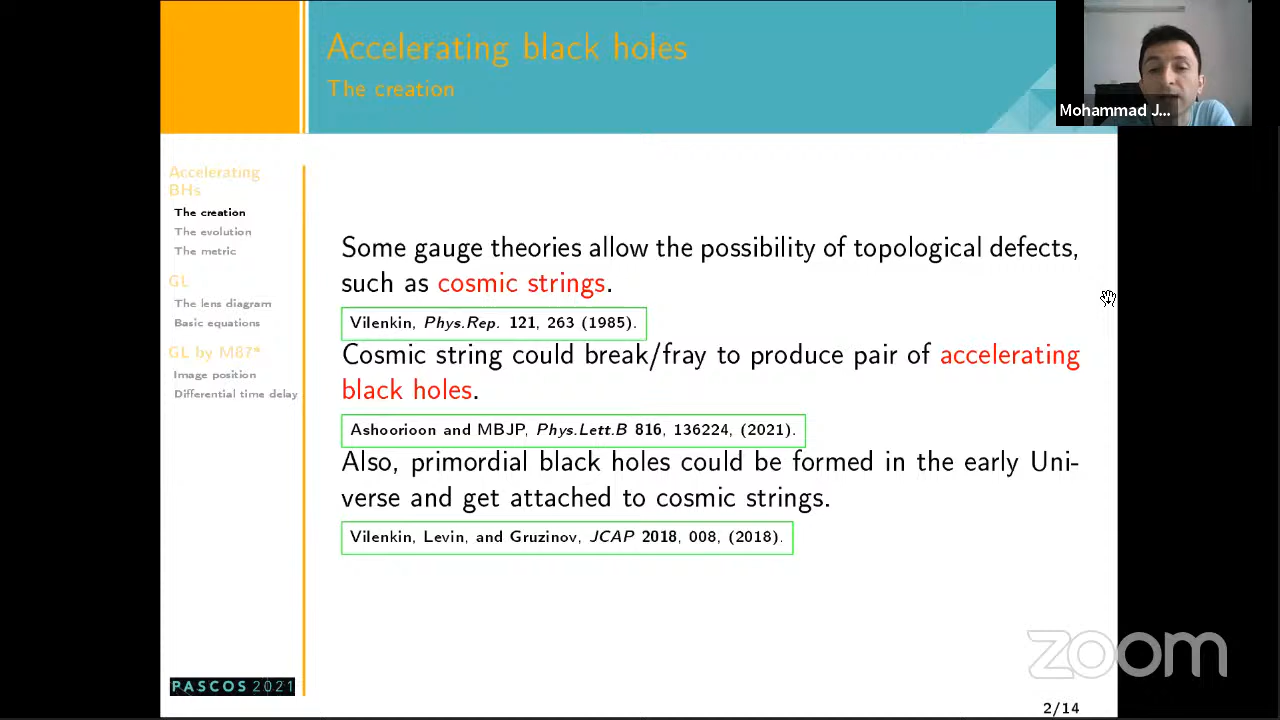 Accelerating black holes
The creation
Mohammad J...
Accelerating
BHs
The creation
The evolution
The metric
GL
The lens diagram
Basic equations
GL by M87*
Image position
Differential time delay
Some gauge theories allow the possibility of topological defects,
such as cosmic strings.
Vilenkin, Phys.Rep. 121, 263 (1985).
Cosmic string could break/fray to produce pair of accelerating
black holes.
Ashoorioon and MBJP, Phys.Lett.B 816, 136224, (2021).
Also, primordial black holes could be formed in the early Uni-
verse and get attached to cosmic strings.
Vilenkin, Levin, and Gruzinov, JCAP 2018, 008, (2018).
PASCOS 2021
zoom
2/14